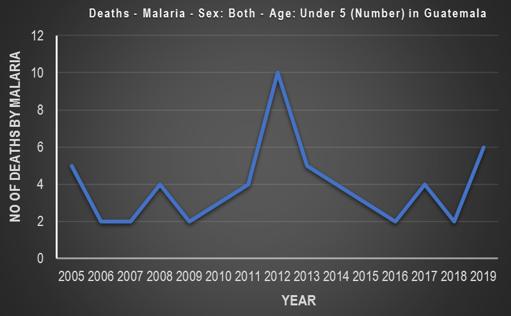 Deaths - Malaria - Sex: Both - Age: Under 5 (Number) in Guatemala
NO OF DEATHS BY MALARIA
12
10
8
6
4
2
0
2005 2006 2007 2008 2009 2010 2011 2012 2013 2014 2015 2016 2017 2018 2019
YEAR